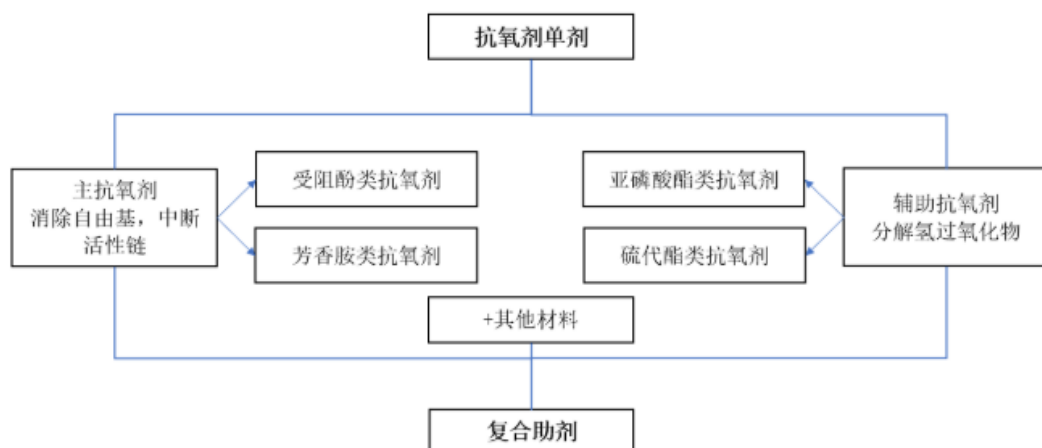 抗氧剂单剂
主抗氧剂
消除自由基，中断
活性链
受阻酚类抗氧剂
芳香胺类抗氧剂
亚磷酸酯类抗氧剂
硫代酯类抗氧剂
辅助抗氧剂
分解氢过氧化物
+其他材料
复合助剂